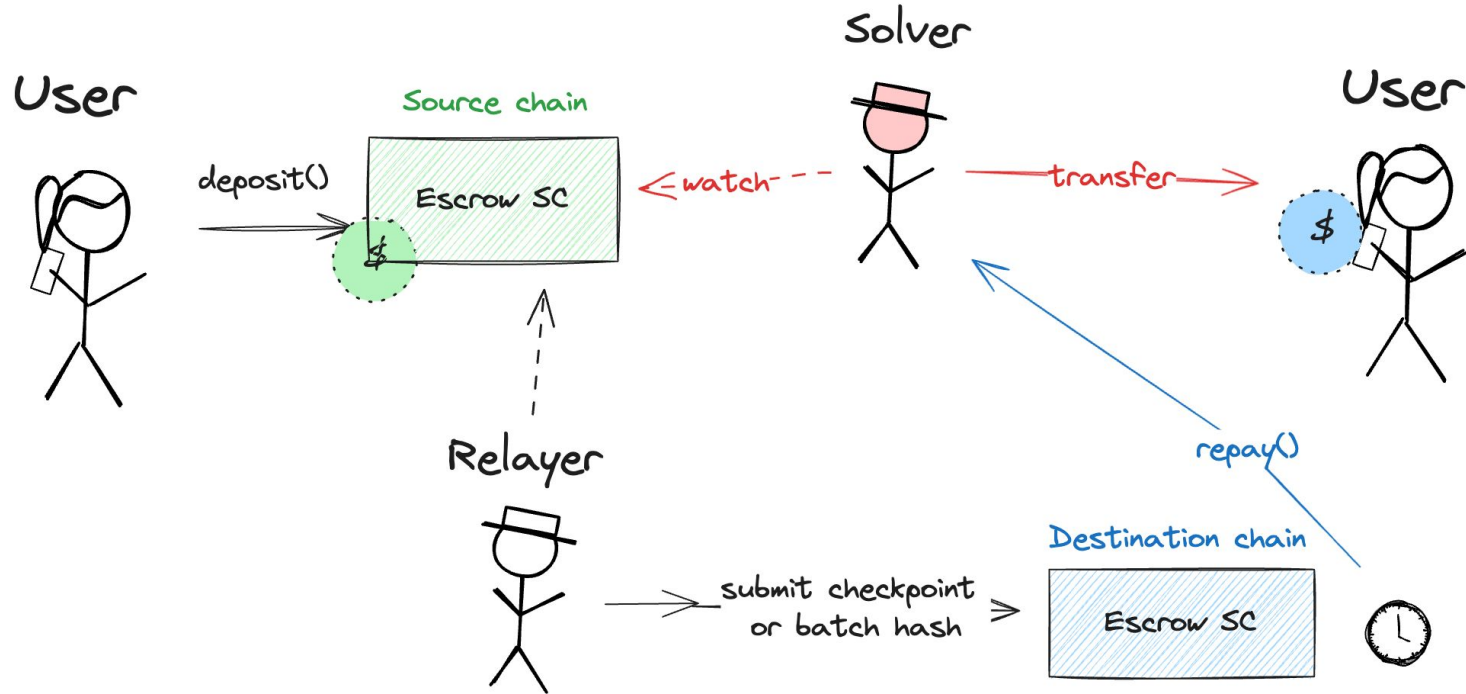 Solver
User
User
Source chain
deposit()
Escrow SC
watch
transfer
$
$
Relayer
repay()
Destination chain
submit checkpoint
or batch hash
Escrow SC